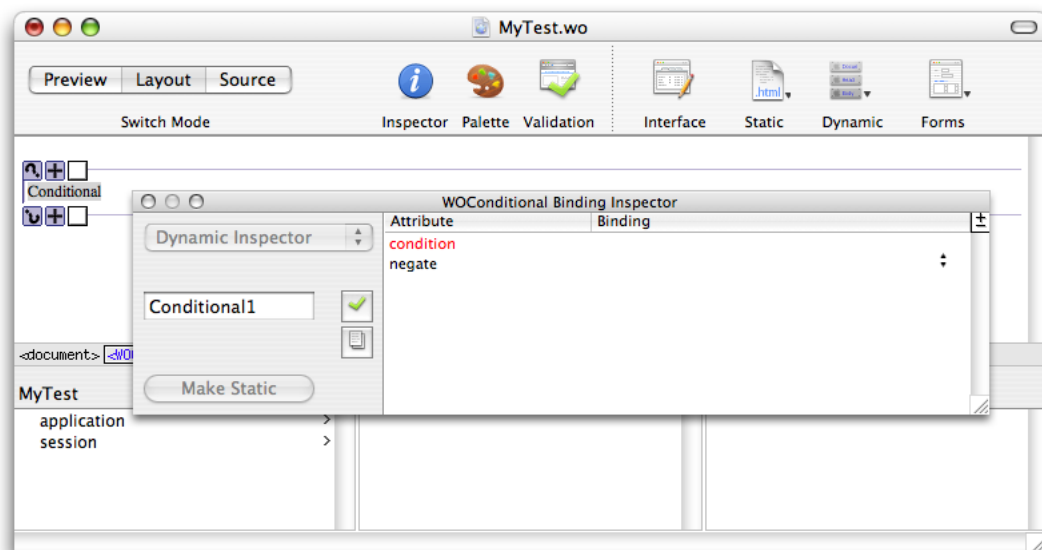 MyTest.wo
Preview Layout Source
Switch Mode Inspector Palette Validation Interface Static Dynamic Forms
.html
Conditional
WOConditional Binding Inspector
Dynamic Inspector
Attribute Binding
condition
negate
Conditional1
Make Static
<document> <WO
MyTest
application >
session >